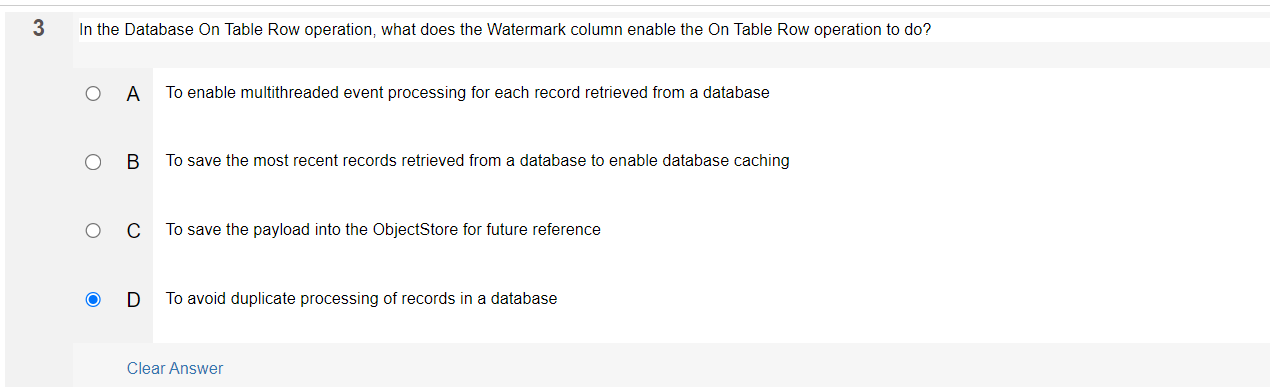 3 In the Database On Table Row operation, what does the Watermark column enable the On Table Row operation to do?
A To enable multithreaded event processing for each record retrieved from a database
B To save the most recent records retrieved from a database to enable database caching
C To save the payload into the ObjectStore for future reference
D To avoid duplicate processing of records in a database
Clear Answer